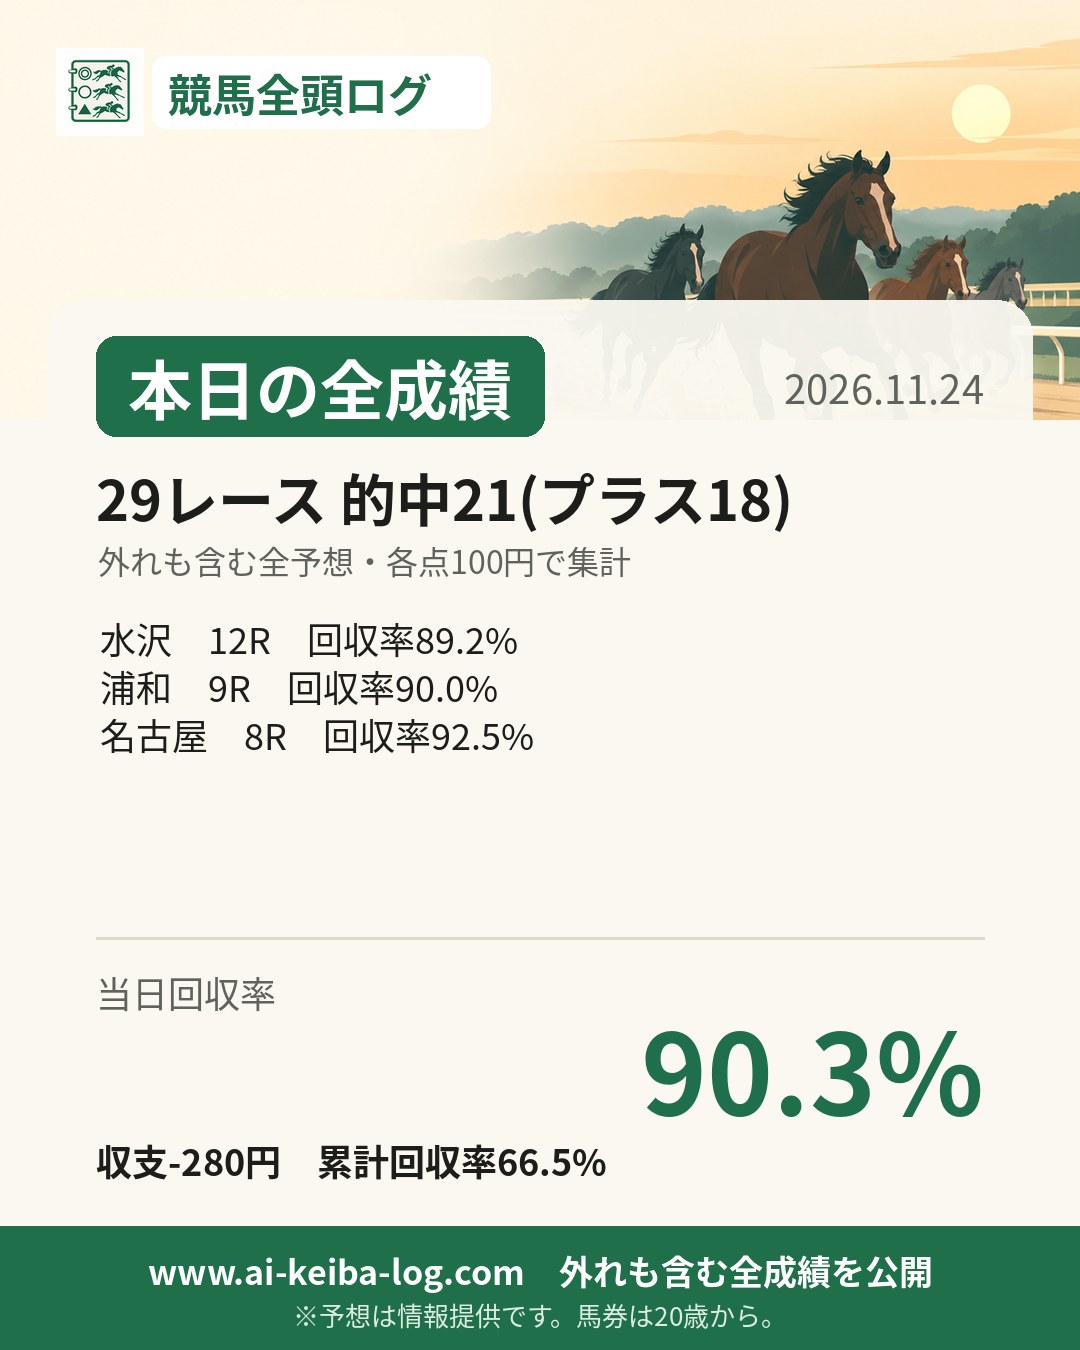 競馬全頭ログ
本日の全成績
2026.11.24
29レース 的中21(プラス18)
外れも含む全予想・各点100円で集計
水沢　12R　回収率89.2%
浦和　9R　回収率90.0%
名古屋　8R　回収率92.5%
当日回収率
90.3%
収支-280円　累計回収率66.5%
www.ai-keiba-log.com　外れも含む全成績を公開
※予想は情報提供です。馬券は20歳から。